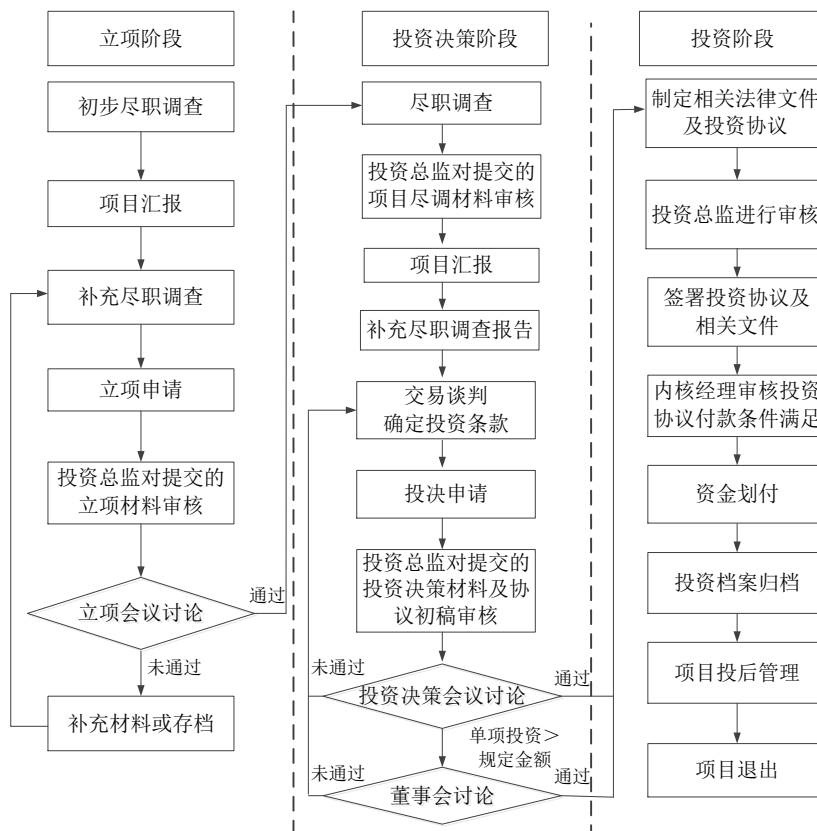 立项阶段
初步尽职调查
项目汇报
补充尽职调查
立项申请
投资总监对提交的
立项材料审核
立项会议讨论
通过
未通过
补充材料或存档
投资决策阶段
尽职调查
投资总监对提交的
项目尽调材料审核
项目汇报
补充尽职调查报告
交易谈判
确定投资条款
投决申请
投资总监对提交的
投资决策材料及协
议初稿审核
未通过
投资决策会议讨论
通过
单项投资＞
规定金额
未通过
董事会讨论
通过
投资阶段
制定相关法律文件
及投资协议
投资总监进行审核
签署投资协议及
相关文件
内核经理审核投资
协议付款条件满足
资金划付
投资档案归档
项目投后管理
项目退出